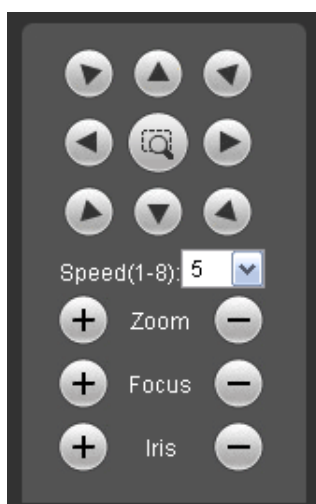 Speed(1-8): 5
+ Zoom −
+ Focus −
+ Iris −